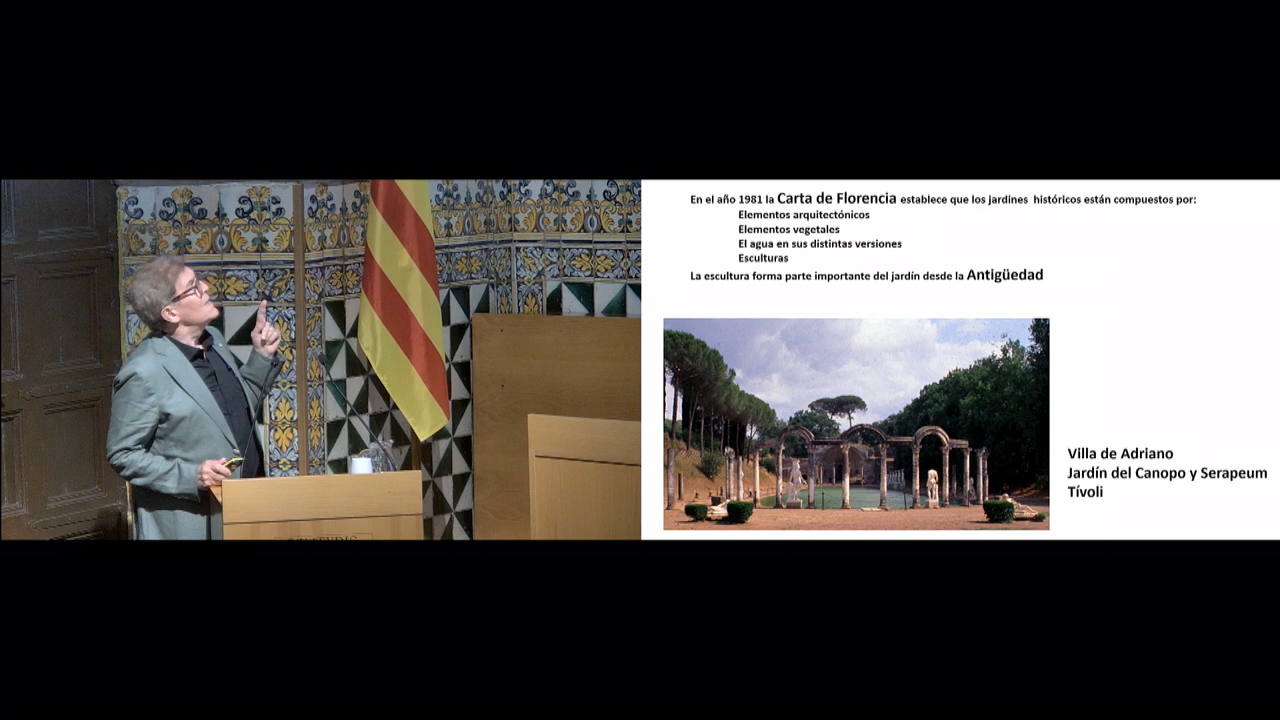 En el año 1981 la Carta de Florencia establece que los jardines históricos están compuestos por:
Elementos arquitectónicos
Elementos vegetales
El agua en sus distintas versiones
Esculturas
La escultura forma parte importante del jardín desde la Antigüedad
Villa de Adriano
Jardín del Canopo y Serapeum
Tívoli